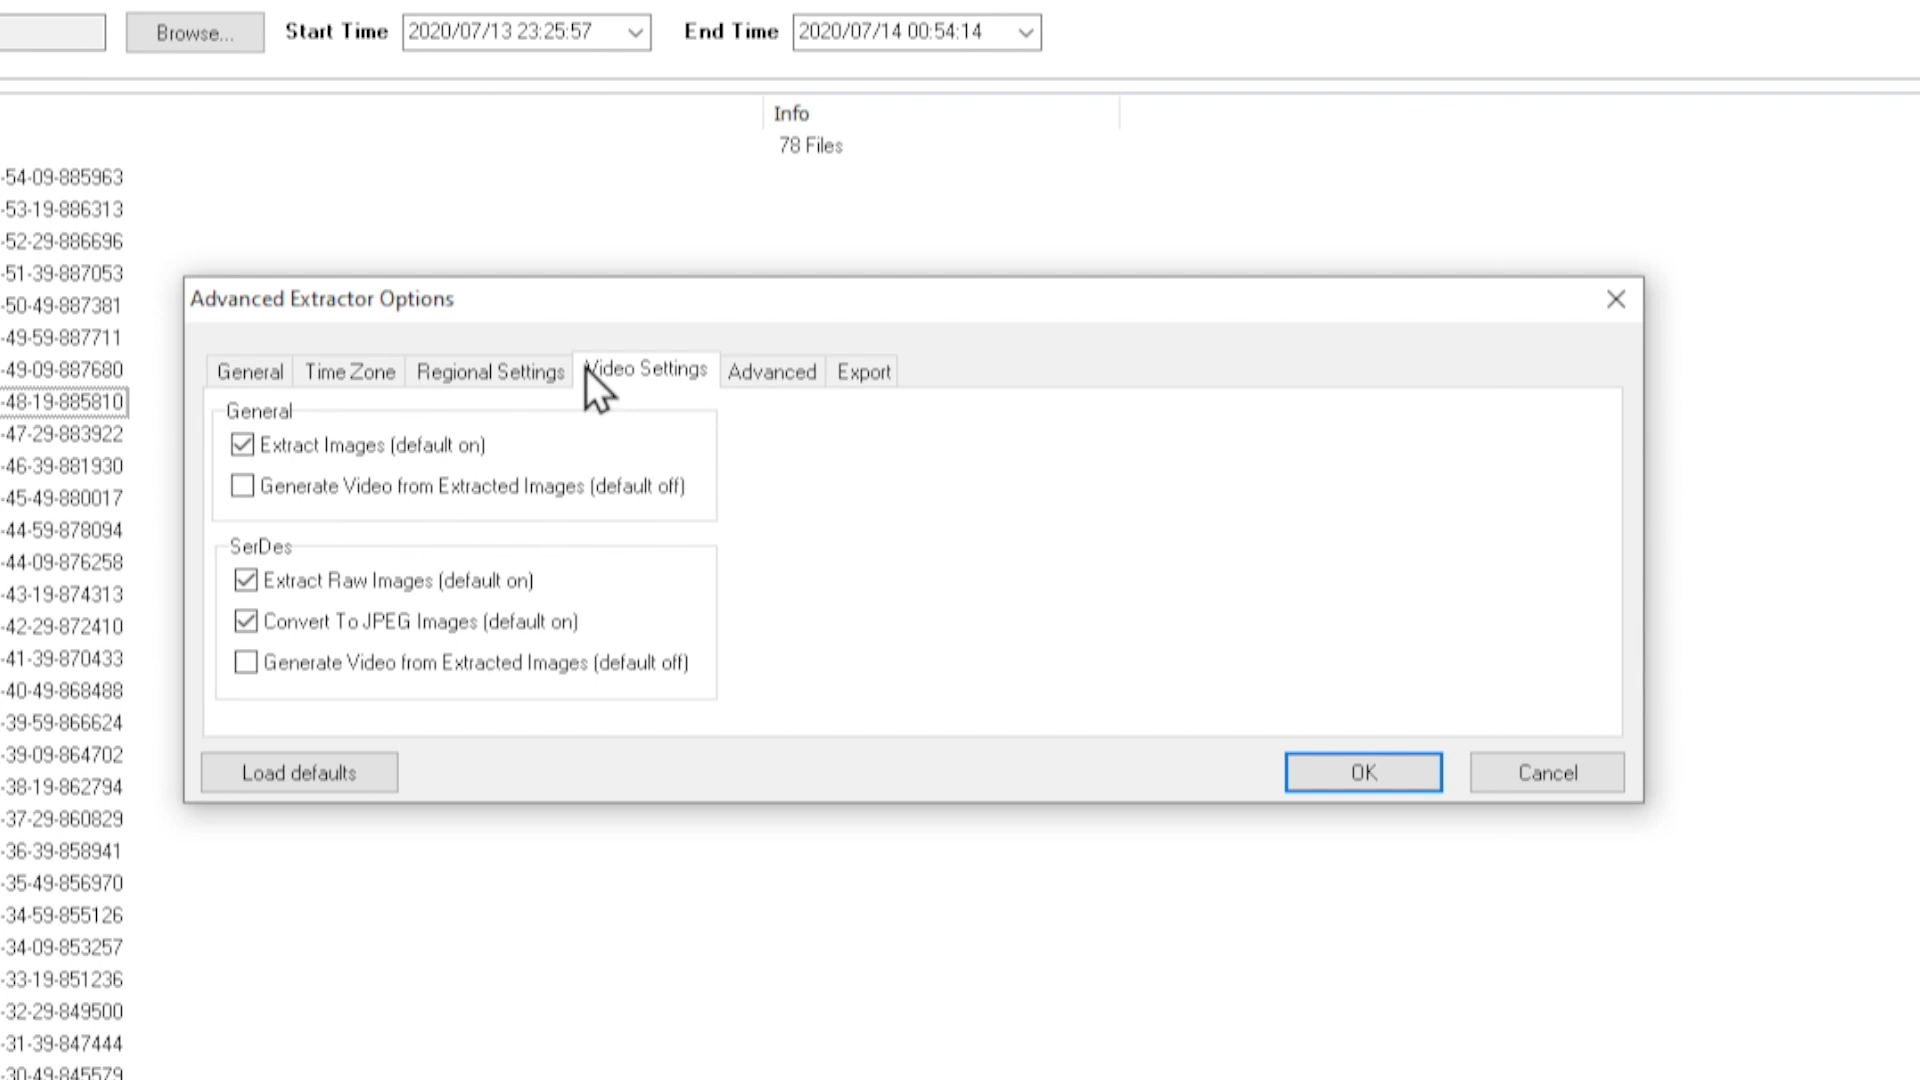 Browse... Start Time 2020/07/13 23:25:57 End Time 2020/07/14 00:54:14
Info
78 Files
-54-09-885963
-53-19-886313
-52-29-886696
-51-39-887053
-50-49-887381
-49-59-887711
-49-09-887680
-48-19-885810
-47-29-883922
-46-39-881930
-45-49-880017
-44-59-878094
-44-09-876258
-43-19-874313
-42-29-872410
-41-39-870433
-40-49-868488
-39-59-866624
-39-09-864702
-38-19-862794
-37-29-860829
-36-39-858941
-35-49-856970
-34-59-855126
-34-09-853257
-33-19-851236
-32-29-849500
-31-39-847444
-30-49-845579
Advanced Extractor Options
General Time Zone Regional Settings Video Settings Advanced Export
General
Extract Images (default on)
Generate Video from Extracted Images (default off)
SerDes
Extract Raw Images (default on)
Convert To JPEG Images (default on)
Generate Video from Extracted Images (default off)
Load defaults OK Cancel